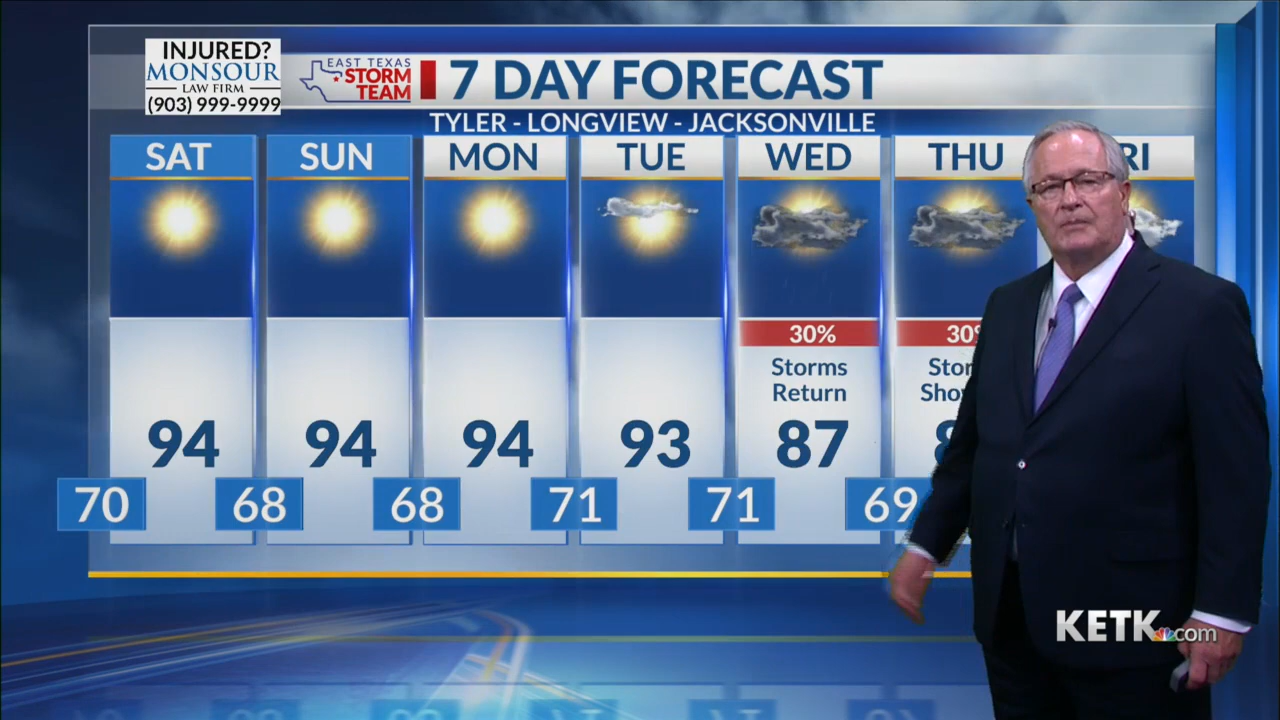 INJURED?
MONSOUR
LAW FIRM
(903) 999-9999
EAST TEXAS
STORM
TEAM
7 DAY FORECAST
TYLER - LONGVIEW - JACKSONVILLE
SAT SUN MON TUE WED THU RI
30% 30
Storms
Return
94 94 94 93 87
70 68 68 71 71 69
KETK.com